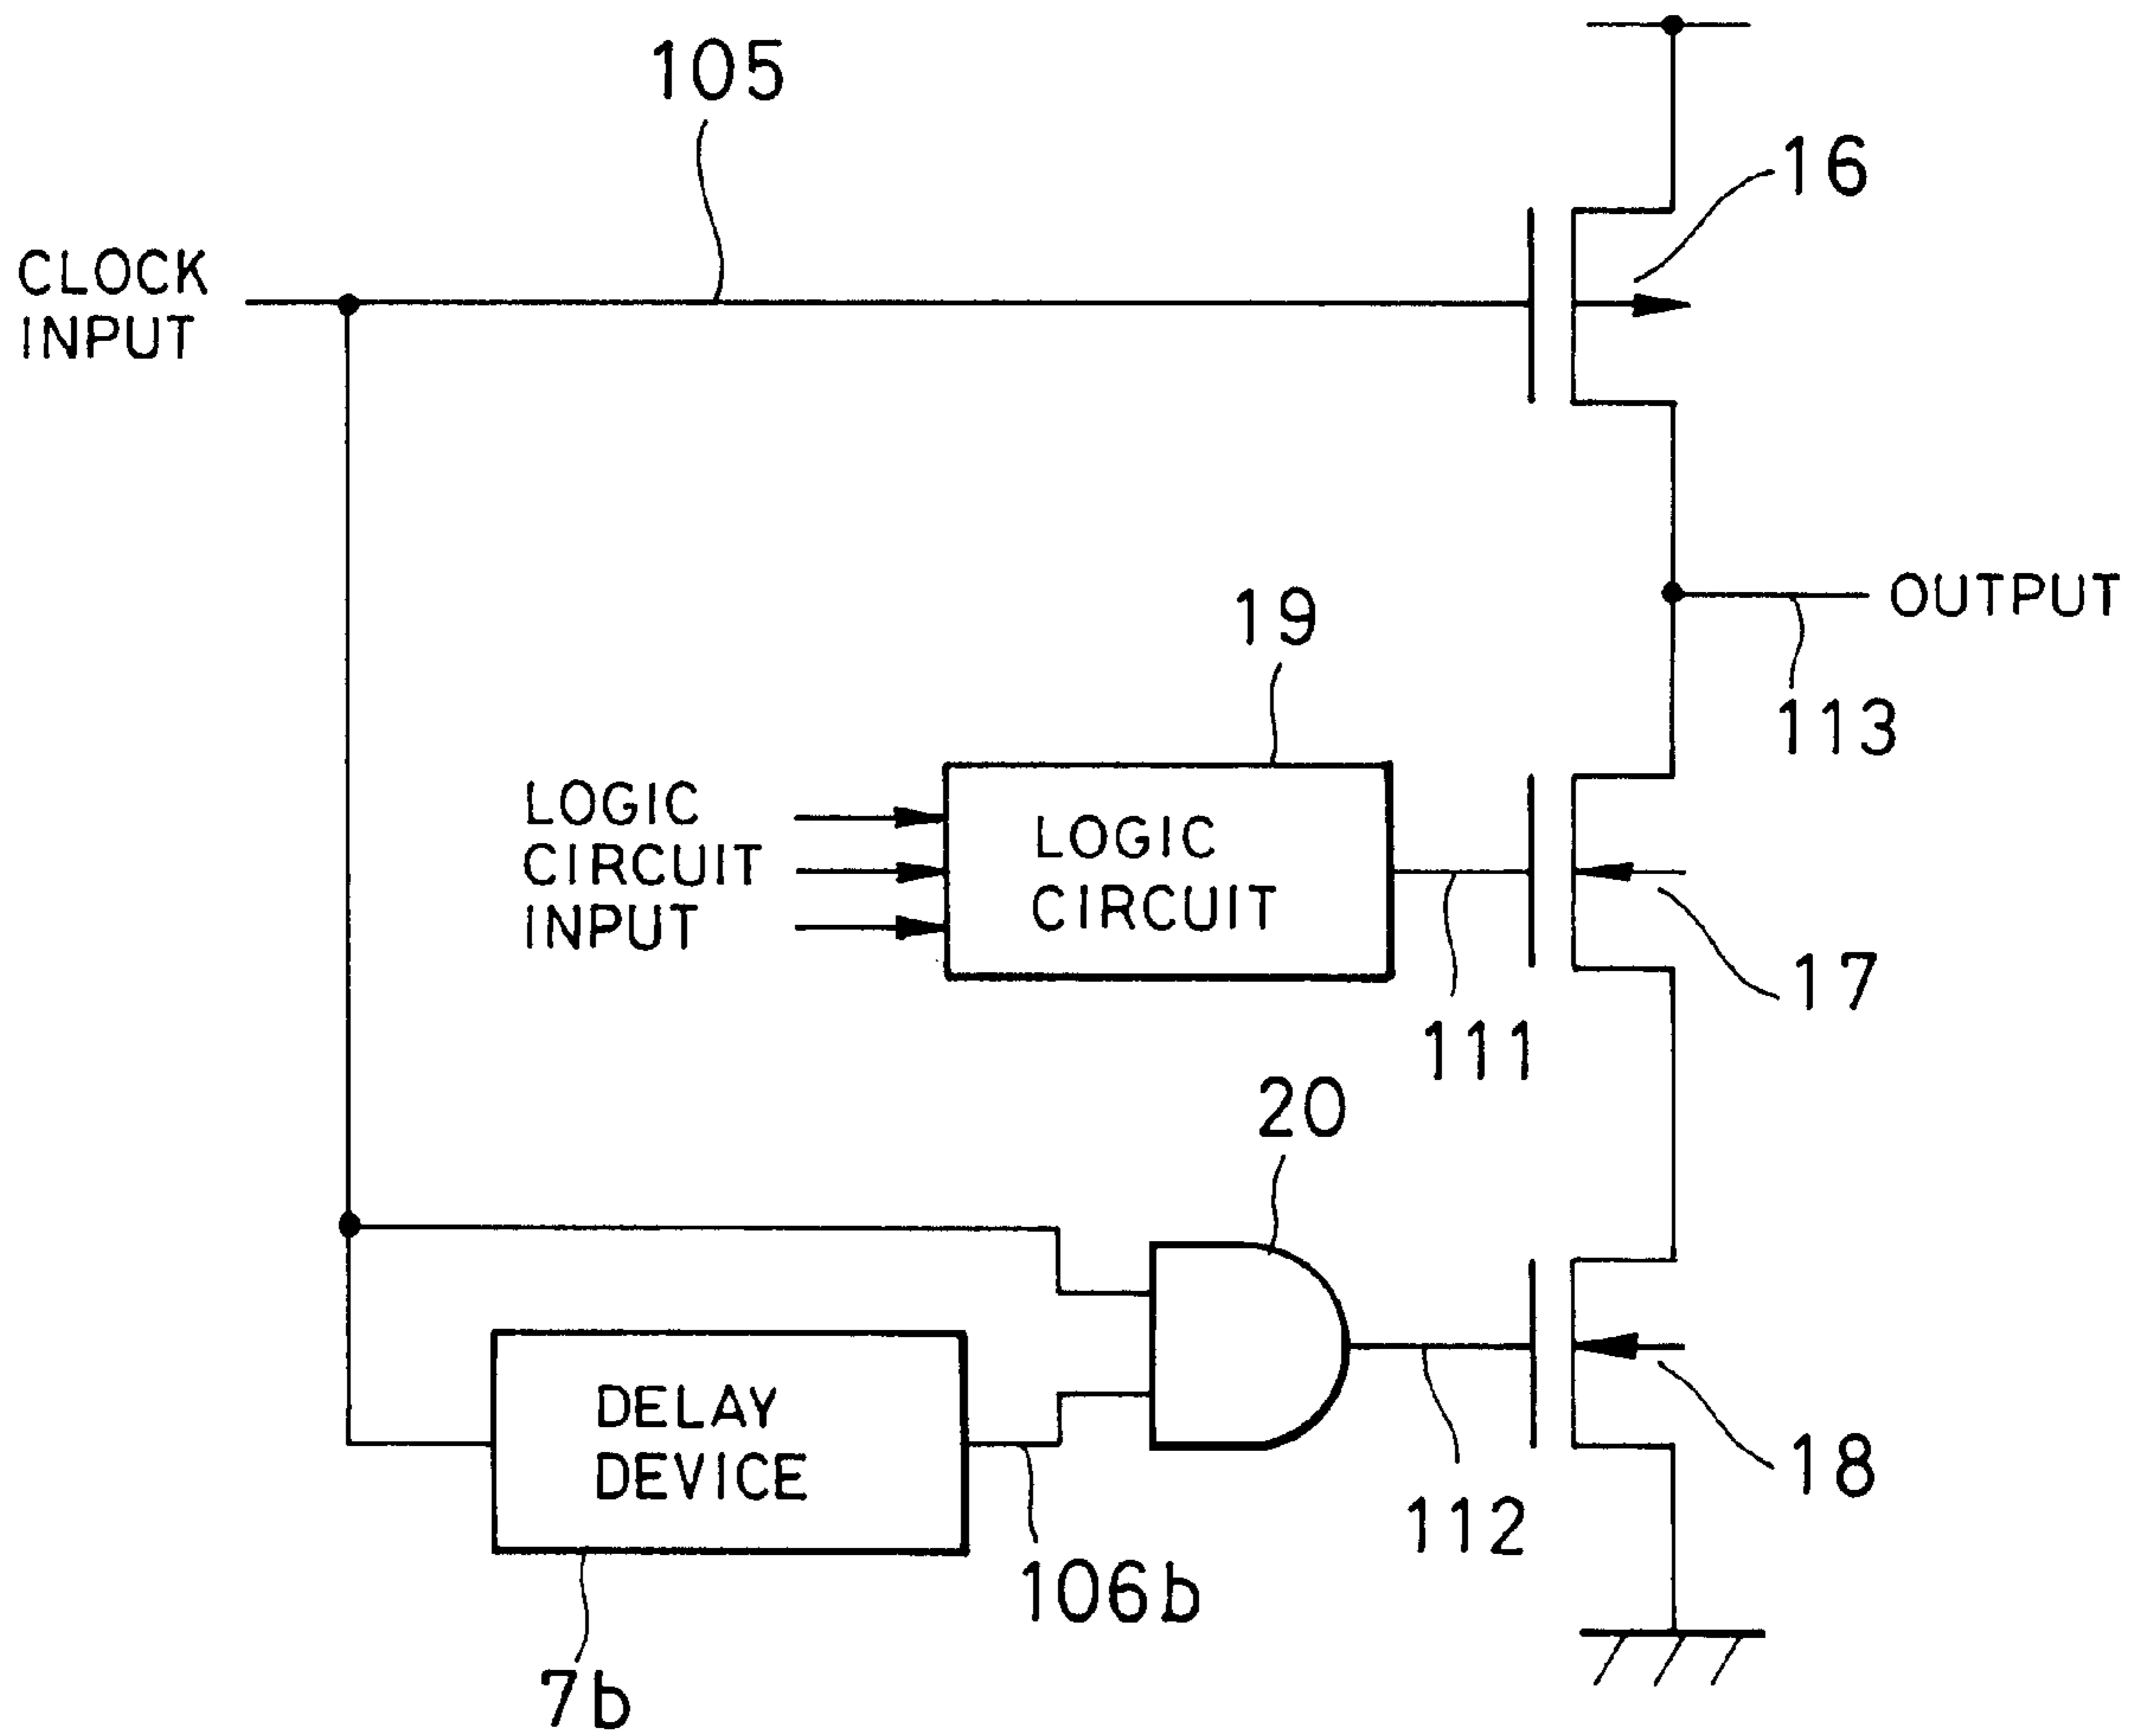 105
16
CLOCK
INPUT
19
OUTPUT
113
LOGIC
CIRCUIT
INPUT
LOGIC
CIRCUIT
17
111
20
DELAY
DEVICE
18
112
106b
7b